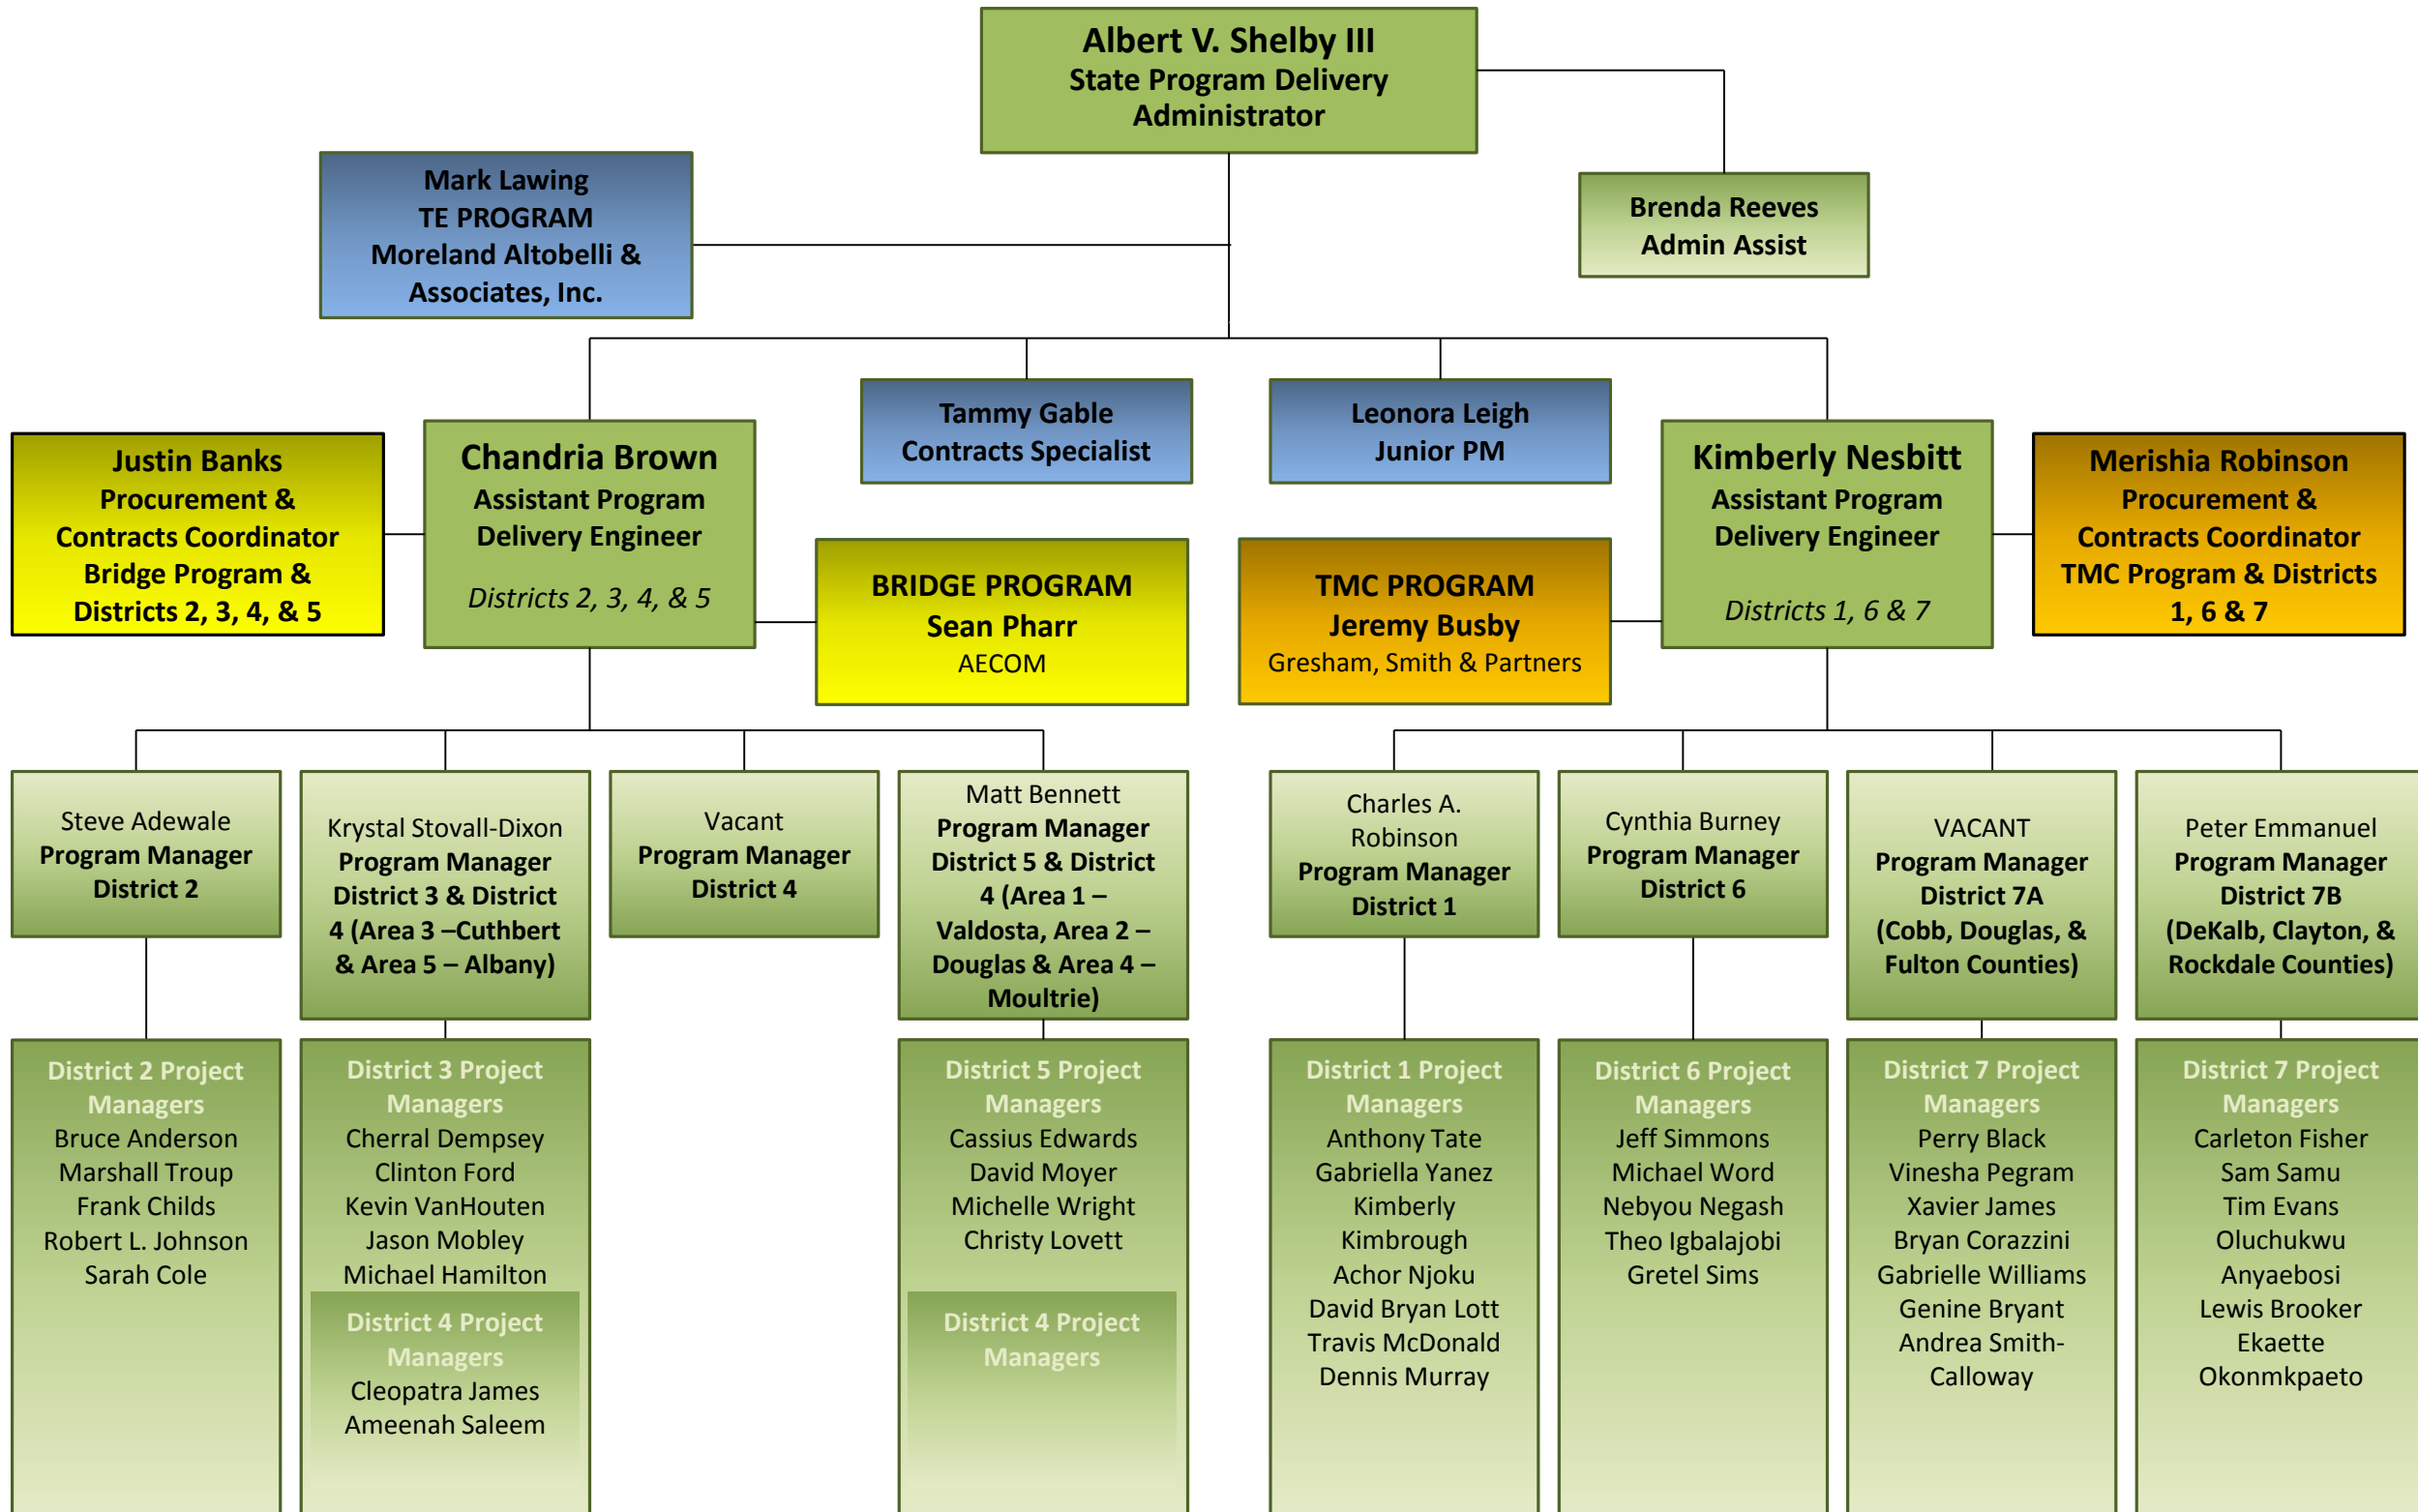 Albert V. Shelby III
State Program Delivery
Administrator
Mark Lawing
TE PROGRAM
Moreland Altobelli &
Associates, Inc.
Brenda Reeves
Admin Assist
Tammy Gable
Contracts Specialist
Leonora Leigh
Junior PM
Justin Banks
Procurement &
Contracts Coordinator
Bridge Program &
Districts 2, 3, 4, & 5
Chandria Brown
Assistant Program
Delivery Engineer
Districts 2, 3, 4, & 5
BRIDGE PROGRAM
Sean Pharr
AECOM
TMC PROGRAM
Jeremy Busby
Gresham, Smith & Partners
Kimberly Nesbitt
Assistant Program
Delivery Engineer
Districts 1, 6 & 7
Merishia Robinson
Procurement &
Contracts Coordinator
TMC Program & Districts
1, 6 & 7
Steve Adewale
Program Manager
District 2
Krystal Stovall-Dixon
Program Manager
District 3 & District
4 (Area 3 –Cuthbert
& Area 5 – Albany)
Vacant
Program Manager
District 4
Matt Bennett
Program Manager
District 5 & District
4 (Area 1 –
Valdosta, Area 2 –
Douglas & Area 4 –
Moultrie)
Charles A.
Robinson
Program Manager
District 1
Cynthia Burney
Program Manager
District 6
VACANT
Program Manager
District 7A
(Cobb, Douglas, &
Fulton Counties)
Peter Emmanuel
Program Manager
District 7B
(DeKalb, Clayton, &
Rockdale Counties)
District 2 Project
Managers
Bruce Anderson
Marshall Troup
Frank Childs
Robert L. Johnson
Sarah Cole
District 3 Project
Managers
Cherral Dempsey
Clinton Ford
Kevin VanHouten
Jason Mobley
Michael Hamilton
District 4 Project
Managers
Cleopatra James
Ameenah Saleem
District 5 Project
Managers
Cassius Edwards
David Moyer
Michelle Wright
Christy Lovett
District 4 Project
Managers
District 1 Project
Managers
Anthony Tate
Gabriella Yanez
Kimberly
Kimbrough
Achor Njoku
David Bryan Lott
Travis McDonald
Dennis Murray
District 6 Project
Managers
Jeff Simmons
Michael Word
Nebyou Negash
Theo Igbalajobi
Gretel Sims
District 7 Project
Managers
Perry Black
Vinesha Pegram
Xavier James
Bryan Corazzini
Gabrielle Williams
Genine Bryant
Andrea Smith-
Calloway
District 7 Project
Managers
Carleton Fisher
Sam Samu
Tim Evans
Oluchukwu
Anyaebosi
Lewis Brooker
Ekaette
Okonmkpaeto